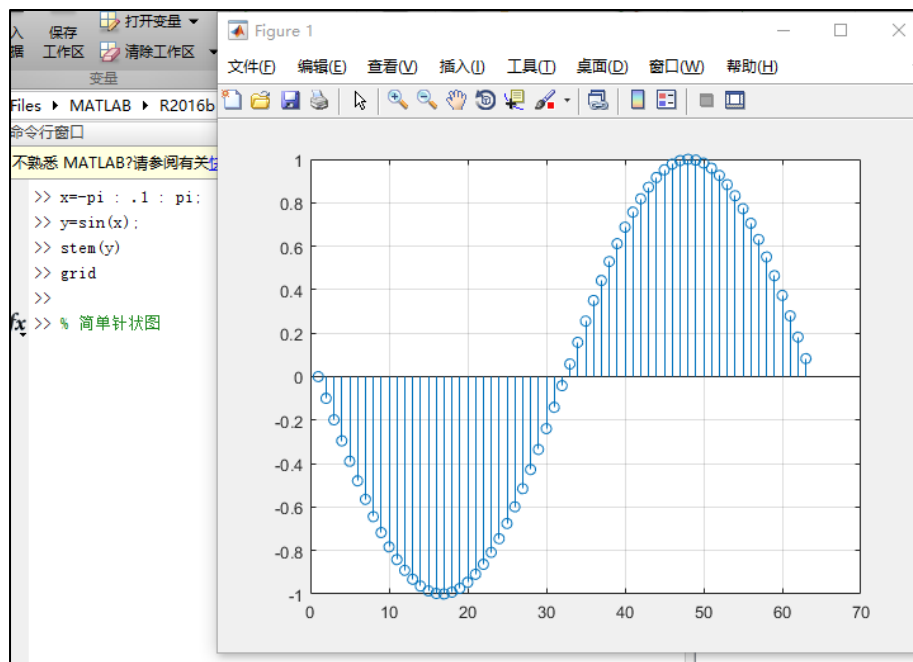 入 保存 打开变量
据 工作区 清除工作区
变量
Files MATLAB R2016b
命令行窗口
不熟悉 MATLAB?请参阅有关
>> x=-pi : .1 : pi;
>> y=sin(x);
>> stem(y)
>> grid
>>
fx >> % 简单针状图
Figure 1
文件(F) 编辑(E) 查看(V) 插入(I) 工具(T) 桌面(D) 窗口(W) 帮助(H)
1
0.8
0.6
0.4
0.2
0
-0.2
-0.4
-0.6
-0.8
-1
0 10 20 30 40 50 60 70